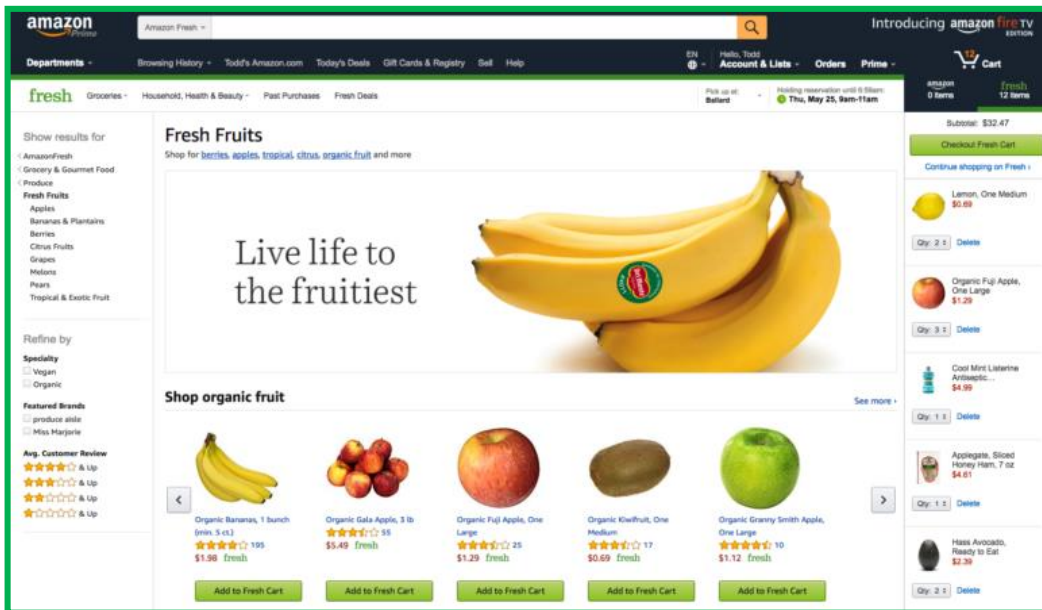 amazon
Prime
Amazon Fresh
Introducing amazon fire TV
EDITION
Departments
Browsing History
Todd's Amazon.com
Today's Deals
Gift Cards & Registry
Sell
Help
EN
Hello, Todd
Account & Lists
Orders
Prime
12
Cart
fresh
Groceries
Household, Health & Beauty
Past Purchases
Fresh Deals
Pick up at:
Ballard
Holding reservation until 6:59am:
Thu, May 25, 9am-11am
amazon
0 items
fresh
12 items
Show results for
AmazonFresh
Grocery & Gourmet Food
Produce
Fresh Fruits
Apples
Bananas & Plantains
Berries
Citrus Fruits
Grapes
Melons
Pears
Tropical & Exotic Fruit
Refine by
Specialty
Vegan
Organic
Featured Brands
produce aisle
Miss Marjorie
Avg. Customer Review
& Up
& Up
& Up
& Up
Fresh Fruits
Shop for berries, apples, tropical, citrus, organic fruit and more
Live life to
the fruitiest
Del Monte
Shop organic fruit
See more ›
Organic Bananas, 1 bunch
(min. 5 ct.)
195
$1.98 fresh
Add to Fresh Cart
Organic Gala Apple, 3 lb
55
$5.49 fresh
Add to Fresh Cart
Organic Fuji Apple, One
Large
25
$1.29 fresh
Add to Fresh Cart
Organic Kiwifruit, One
Medium
17
$0.69 fresh
Add to Fresh Cart
Organic Granny Smith Apple,
One Large
10
$1.12 fresh
Add to Fresh Cart
Subtotal: $32.47
Checkout Fresh Cart
Continue shopping on Fresh ›
Lemon, One Medium
$0.69
Qty: 2
Delete
Organic Fuji Apple,
One Large
$1.29
Qty: 3
Delete
Cool Mint Listerine
Antiseptic...
$4.99
Qty: 1
Delete
Applegate, Sliced
Honey Ham, 7 oz
$4.61
Qty: 1
Delete
Hass Avocado,
Ready to Eat
$2.39
Qty: 2
Delete